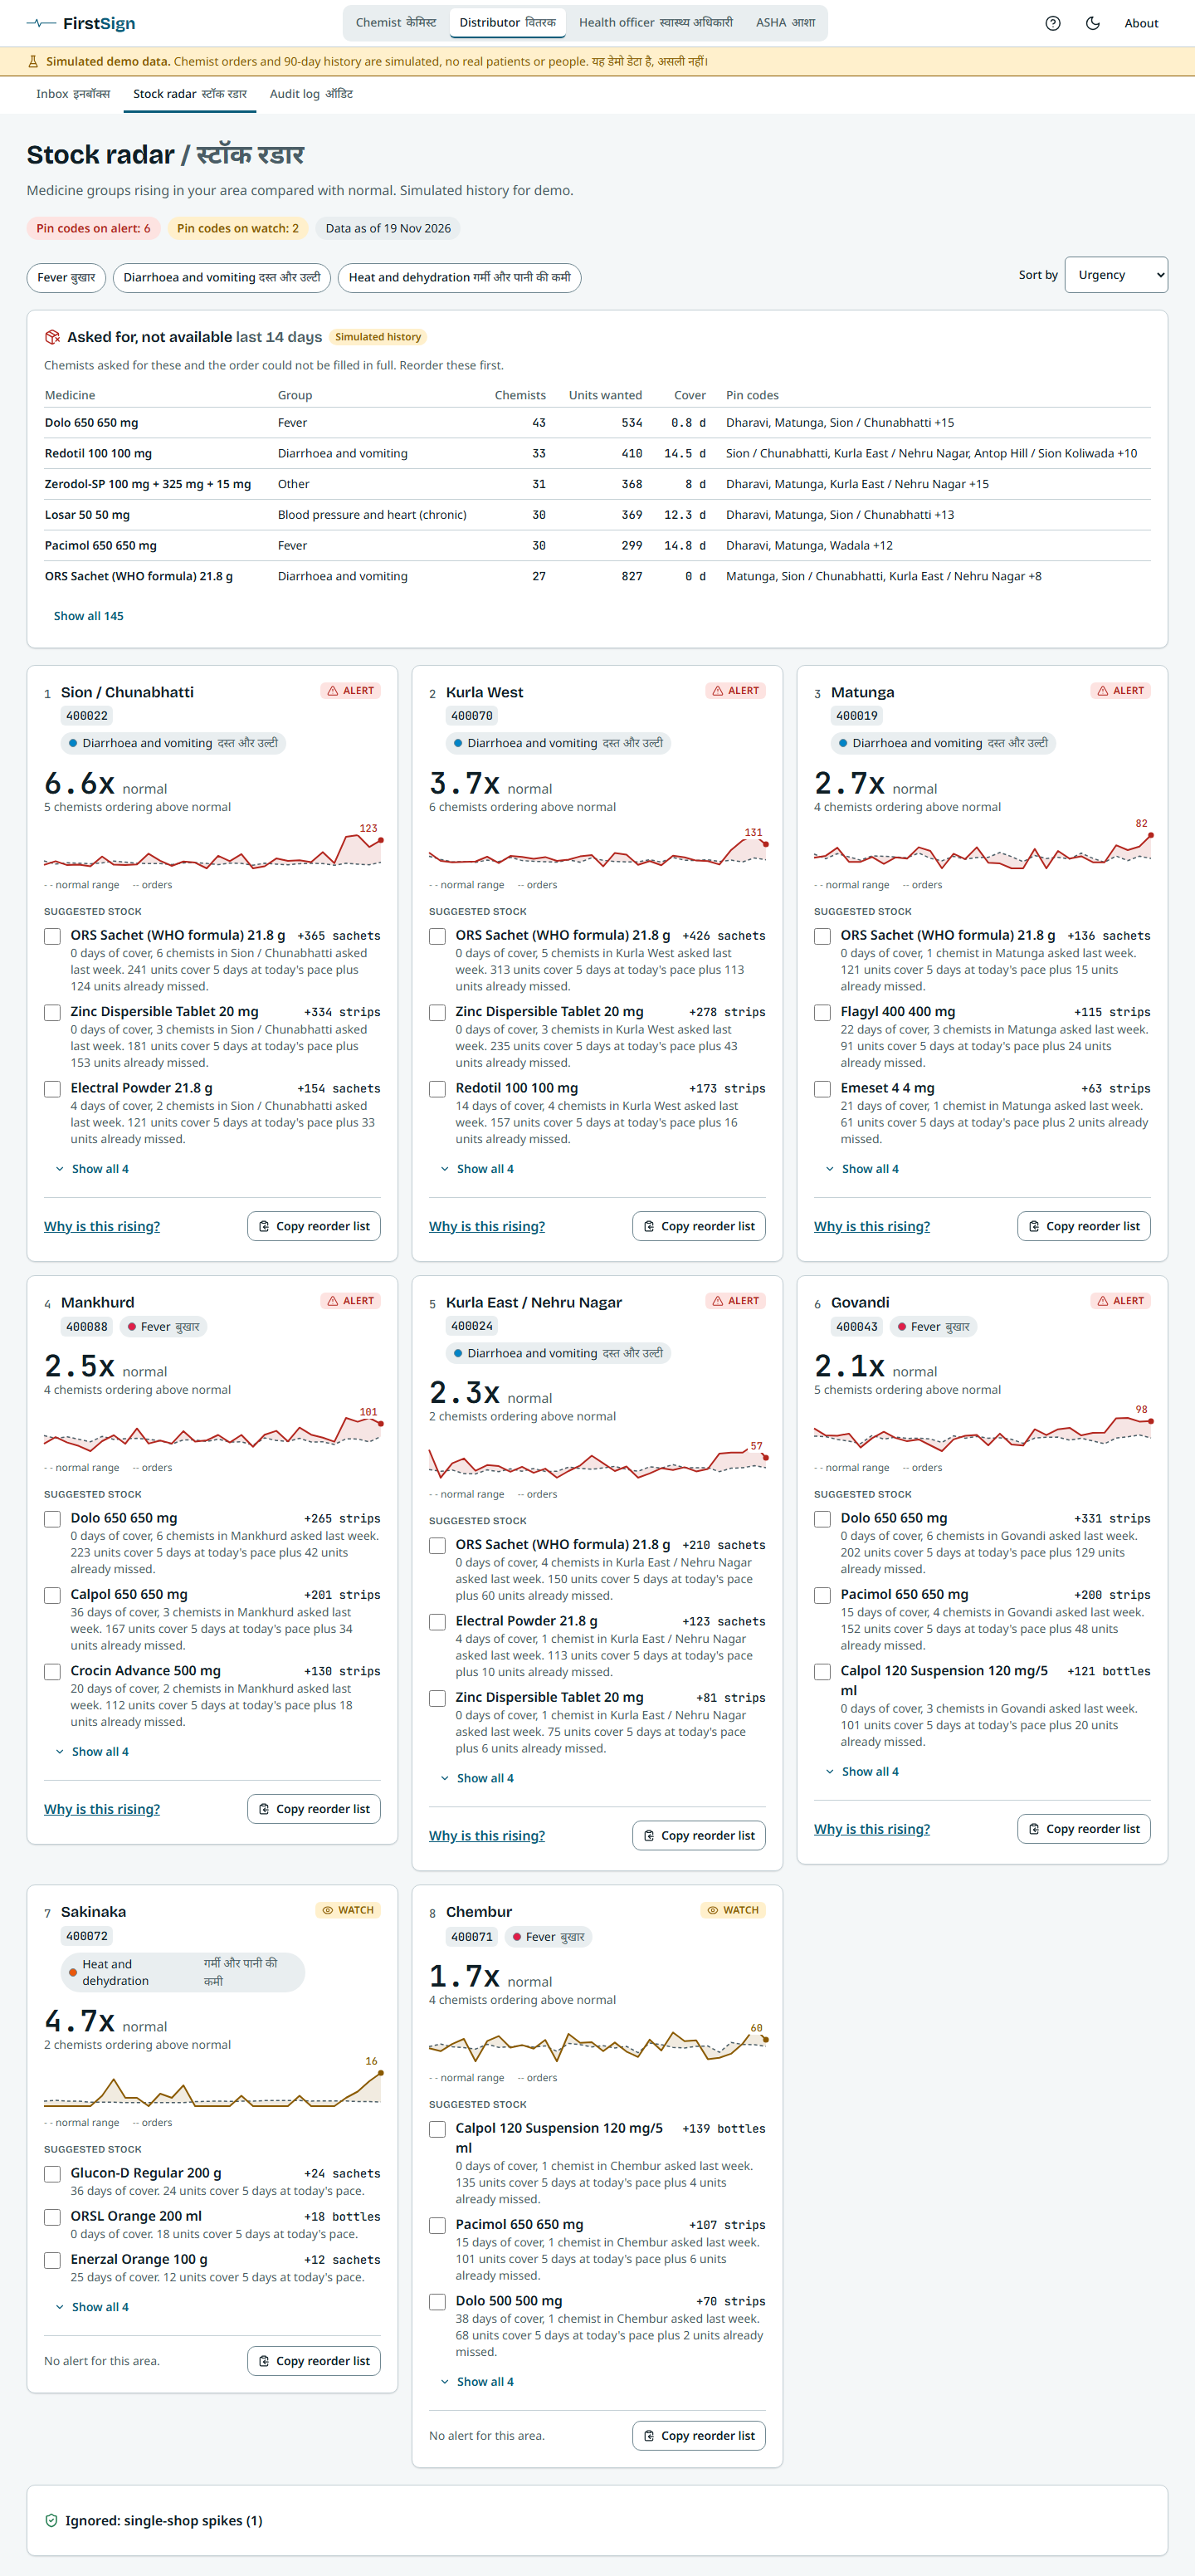 FirstSign
Chemist केमिस्ट
Distributor वितरक
Health officer स्वास्थ्य अधिकारी
ASHA आशा
About
Simulated demo data. Chemist orders and 90-day history are simulated, no real patients or people. यह डेमो डेटा है, असली नहीं।
Inbox इनबॉक्स
Stock radar स्टॉक रडार
Audit log ऑडिट
Stock radar / स्टॉक रडार
Medicine groups rising in your area compared with normal. Simulated history for demo.
Pin codes on alert: 6
Pin codes on watch: 2
Data as of 19 Nov 2026
Fever बुखार
Diarrhoea and vomiting दस्त और उल्टी
Heat and dehydration गर्मी और पानी की कमी
Sort by
Urgency
Asked for, not available last 14 days
Simulated history
Chemists asked for these and the order could not be filled in full. Reorder these first.
Medicine Group Chemists Units wanted Cover Pin codes
Dolo 650 650 mg Fever 43 534 0.8 d Dharavi, Matunga, Sion / Chunabhatti +15
Redotil 100 100 mg Diarrhoea and vomiting 33 410 14.5 d Sion / Chunabhatti, Kurla East / Nehru Nagar, Antop Hill / Sion Koliwada +10
Zerodol-SP 100 mg + 325 mg + 15 mg Other 31 368 8 d Dharavi, Matunga, Kurla East / Nehru Nagar +15
Losar 50 50 mg Blood pressure and heart (chronic) 30 369 12.3 d Dharavi, Matunga, Sion / Chunabhatti +13
Pacimol 650 650 mg Fever 30 299 14.8 d Dharavi, Matunga, Wadala +12
ORS Sachet (WHO formula) 21.8 g Diarrhoea and vomiting 27 827 0 d Matunga, Sion / Chunabhatti, Kurla East / Nehru Nagar +8
Show all 145
1 Sion / Chunabhatti
ALERT
400022
Diarrhoea and vomiting दस्त और उल्टी
6.6x normal
5 chemists ordering above normal
123
- - normal range -- orders
SUGGESTED STOCK
ORS Sachet (WHO formula) 21.8 g +365 sachets
0 days of cover, 6 chemists in Sion / Chunabhatti asked
last week. 241 units cover 5 days at today's pace plus
124 units already missed.
Zinc Dispersible Tablet 20 mg +334 strips
0 days of cover, 3 chemists in Sion / Chunabhatti asked
last week. 181 units cover 5 days at today's pace plus
153 units already missed.
Electral Powder 21.8 g +154 sachets
4 days of cover, 2 chemists in Sion / Chunabhatti asked
last week. 121 units cover 5 days at today's pace plus 33
units already missed.
Show all 4
Why is this rising?
Copy reorder list
2 Kurla West
ALERT
400070
Diarrhoea and vomiting दस्त और उल्टी
3.7x normal
6 chemists ordering above normal
131
- - normal range -- orders
SUGGESTED STOCK
ORS Sachet (WHO formula) 21.8 g +426 sachets
0 days of cover, 5 chemists in Kurla West asked last
week. 313 units cover 5 days at today's pace plus 113
units already missed.
Zinc Dispersible Tablet 20 mg +278 strips
0 days of cover, 3 chemists in Kurla West asked last
week. 235 units cover 5 days at today's pace plus 43
units already missed.
Redotil 100 100 mg +173 strips
14 days of cover, 4 chemists in Kurla West asked last
week. 157 units cover 5 days at today's pace plus 16
units already missed.
Show all 4
Why is this rising?
Copy reorder list
3 Matunga
ALERT
400019
Diarrhoea and vomiting दस्त और उल्टी
2.7x normal
4 chemists ordering above normal
82
- - normal range -- orders
SUGGESTED STOCK
ORS Sachet (WHO formula) 21.8 g +136 sachets
0 days of cover, 1 chemist in Matunga asked last week.
121 units cover 5 days at today's pace plus 15 units
already missed.
Flagyl 400 400 mg +115 strips
22 days of cover, 3 chemists in Matunga asked last week.
91 units cover 5 days at today's pace plus 24 units
already missed.
Emeset 4 4 mg +63 strips
21 days of cover, 1 chemist in Matunga asked last week.
61 units cover 5 days at today's pace plus 2 units already
missed.
Show all 4
Why is this rising?
Copy reorder list
4 Mankhurd
ALERT
400088
Fever बुखार
2.5x normal
4 chemists ordering above normal
101
- - normal range -- orders
SUGGESTED STOCK
Dolo 650 650 mg +265 strips
0 days of cover, 6 chemists in Mankhurd asked last week.
223 units cover 5 days at today's pace plus 42 units
already missed.
Calpol 650 650 mg +201 strips
36 days of cover, 3 chemists in Mankhurd asked last
week. 167 units cover 5 days at today's pace plus 34
units already missed.
Crocin Advance 500 mg +130 strips
20 days of cover, 2 chemists in Mankhurd asked last
week. 112 units cover 5 days at today's pace plus 18
units already missed.
Show all 4
Why is this rising?
Copy reorder list
5 Kurla East / Nehru Nagar
ALERT
400024
Diarrhoea and vomiting दस्त और उल्टी
2.3x normal
2 chemists ordering above normal
57
- - normal range -- orders
SUGGESTED STOCK
ORS Sachet (WHO formula) 21.8 g +210 sachets
0 days of cover, 4 chemists in Kurla East / Nehru Nagar
asked last week. 150 units cover 5 days at today's pace
plus 60 units already missed.
Electral Powder 21.8 g +123 sachets
4 days of cover, 1 chemist in Kurla East / Nehru Nagar
asked last week. 113 units cover 5 days at today's pace
plus 10 units already missed.
Zinc Dispersible Tablet 20 mg +81 strips
0 days of cover, 1 chemist in Kurla East / Nehru Nagar
asked last week. 75 units cover 5 days at today's pace
plus 6 units already missed.
Show all 4
Why is this rising?
Copy reorder list
6 Govandi
ALERT
400043
Fever बुखार
2.1x normal
5 chemists ordering above normal
98
- - normal range -- orders
SUGGESTED STOCK
Dolo 650 650 mg +331 strips
0 days of cover, 6 chemists in Govandi asked last week.
202 units cover 5 days at today's pace plus 129 units
already missed.
Pacimol 650 650 mg +200 strips
15 days of cover, 4 chemists in Govandi asked last week.
152 units cover 5 days at today's pace plus 48 units
already missed.
Calpol 120 Suspension 120 mg/5 +121 bottles
ml
0 days of cover, 3 chemists in Govandi asked last week.
101 units cover 5 days at today's pace plus 20 units
already missed.
Show all 4
Why is this rising?
Copy reorder list
7 Sakinaka
WATCH
400072
Heat and गर्मी और पानी की
dehydration कमी
4.7x normal
2 chemists ordering above normal
16
- - normal range -- orders
SUGGESTED STOCK
Glucon-D Regular 200 g +24 sachets
36 days of cover. 24 units cover 5 days at today's pace.
ORSL Orange 200 ml +18 bottles
0 days of cover. 18 units cover 5 days at today's pace.
Enerzal Orange 100 g +12 sachets
25 days of cover. 12 units cover 5 days at today's pace.
Show all 4
No alert for this area.
Copy reorder list
8 Chembur
WATCH
400071
Fever बुखार
1.7x normal
4 chemists ordering above normal
60
- - normal range -- orders
SUGGESTED STOCK
Calpol 120 Suspension 120 mg/5 +139 bottles
ml
0 days of cover, 1 chemist in Chembur asked last week.
135 units cover 5 days at today's pace plus 4 units
already missed.
Pacimol 650 650 mg +107 strips
15 days of cover, 1 chemist in Chembur asked last week.
101 units cover 5 days at today's pace plus 6 units
already missed.
Dolo 500 500 mg +70 strips
38 days of cover, 1 chemist in Chembur asked last week.
68 units cover 5 days at today's pace plus 2 units already
missed.
Show all 4
No alert for this area.
Copy reorder list
Ignored: single-shop spikes (1)